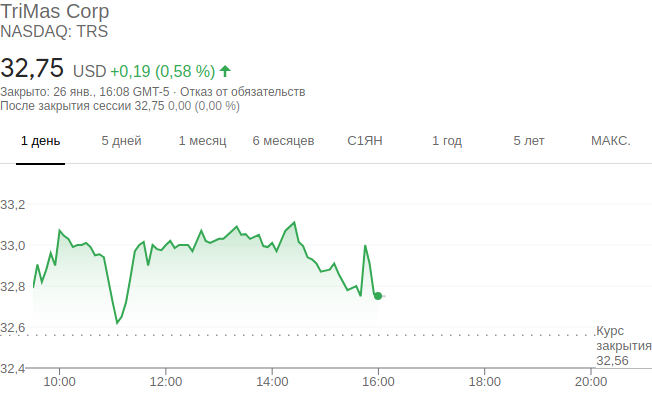 TriMas Corp
NASDAQ: TRS
32,75 USD +0,19 (0,58 %)
Закрыто: 26 янв., 16:08 GMT-5 · Отказ от обязательств
После закрытия сессии 32,75 0,00 (0,00 %)
1 день 5 дней 1 месяц 6 месяцев С1ЯН 1 год 5 лет МАКС.
33,2
33,0
32,8
32,6
Курс
закрытия
32,56
32,4
10:00 12:00 14:00 16:00 18:00 20:00